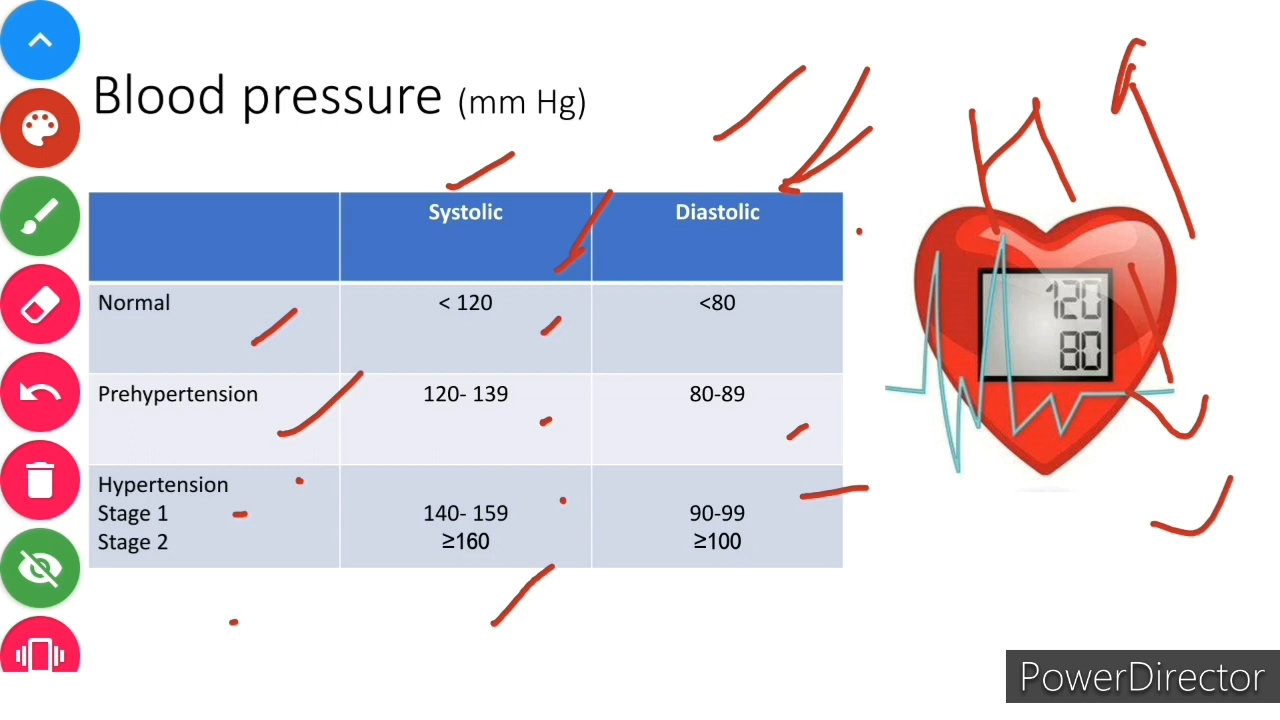 Blood pressure (mm Hg)
Systolic Diastolic
Normal < 120 <80
Prehypertension 120- 139 80-89
Hypertension
Stage 1 140- 159 90-99
Stage 2 ≥160 ≥100
120
80
PowerDirector